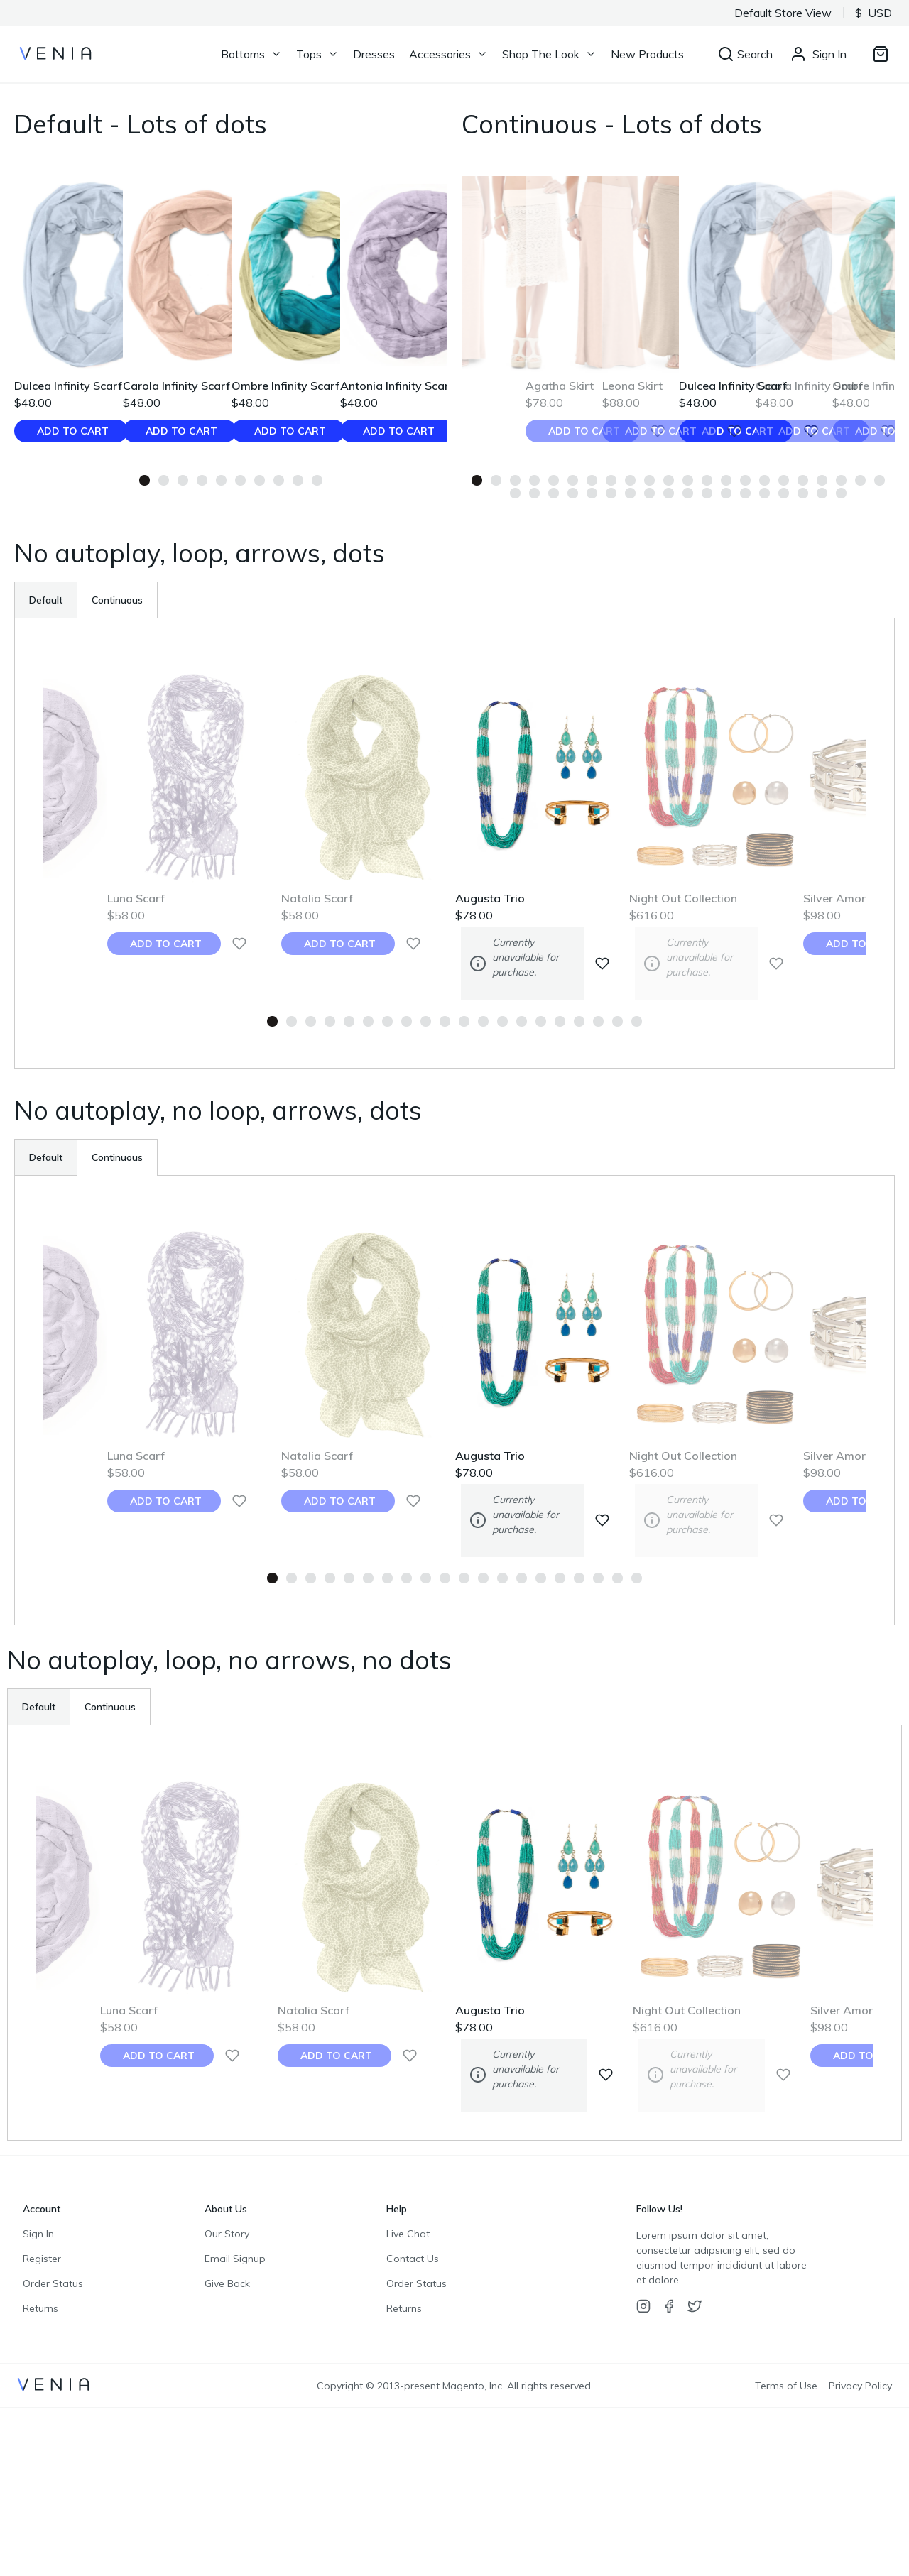 Default Store View $ USD
VENIA Bottoms Tops Dresses Accessories Shop The Look New Products Search Sign In
Default - Lots of dots
Dulcea Infinity Scarf Carola Infinity Scarf Ombre Infinity Scarf Antonia Infinity Scar
$48.00 $48.00 $48.00 $48.00
ADD TO CART ADD TO CART ADD TO CART ADD TO CART
Continuous - Lots of dots
Agatha Skirt Leona Skirt Dulcea Infinity Scarf Infinity Infin
$78.00 $88.00 $48.00 $48.00 $48.00
ADD TO CART ADD TO CART ADD TO CART ADD TO CART ADD TO
No autoplay, loop, arrows, dots
Default Continuous
Luna Scarf Natalia Scarf Augusta Trio Night Out Collection Silver Amor
$58.00 $58.00 $78.00 $616.00 $98.00
ADD TO CART ADD TO CART ADD TO
Currently unavailable for purchase.
Currently unavailable for purchase.
No autoplay, no loop, arrows, dots
Default Continuous
Luna Scarf Natalia Scarf Augusta Trio Night Out Collection Silver Amor
$58.00 $58.00 $78.00 $616.00 $98.00
ADD TO CART ADD TO CART ADD TO
Currently unavailable for purchase.
Currently unavailable for purchase.
No autoplay, loop, no arrows, no dots
Default Continuous
Luna Scarf Natalia Scarf Augusta Trio Night Out Collection Silver Amor
$58.00 $58.00 $78.00 $616.00 $98.00
ADD TO CART ADD TO CART ADD TO
Currently unavailable for purchase.
Currently unavailable for purchase.
Account
Sign In
Register
Order Status
Returns
About Us
Our Story
Email Signup
Give Back
Help
Live Chat
Contact Us
Order Status
Returns
Follow Us!
Lorem ipsum dolor sit amet,
consectetur adipsicing elit, sed do
eiusmod tempor incididunt ut labore
et dolore.
VENIA Copyright © 2013-present Magento, Inc. All rights reserved. Terms of Use Privacy Policy